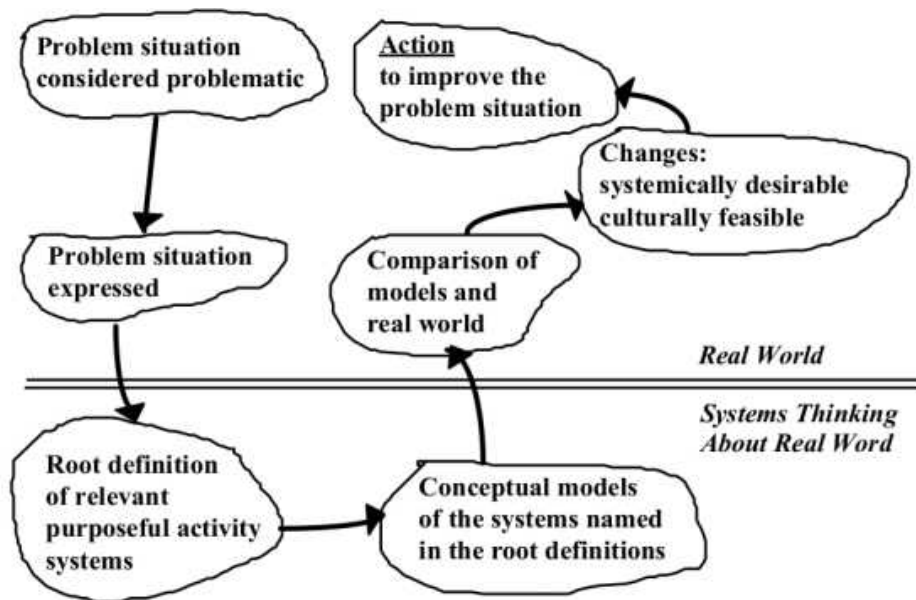 Problem situation
considered problematic
Action
to improve the
problem situation
Changes:
systemically desirable
culturally feasible
Problem situation
expressed
Comparison of
models and
real world
Real World
Systems Thinking
About Real Word
Root definition
of relevant
purposeful activity
systems
Conceptual models
of the systems named
in the root definitions